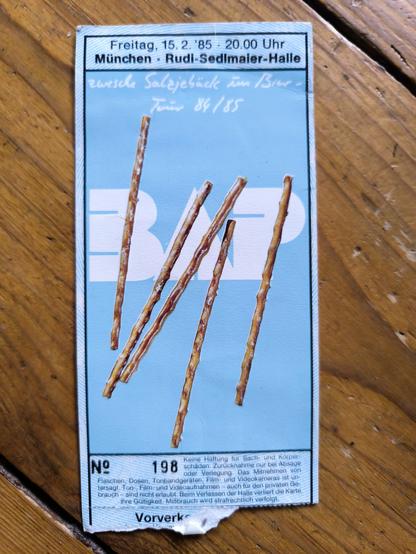 Freitag, 15. 2. '85 · 20.00 Uhr
München · Rudi-Sedlmaier-Halle
zwesche Salzjebäck un Bier -
Tour 84/85
BAP
Nº 198
Keine Haftung für Sach- und Körper-
schäden. Zurücknahme nur bei Absage
oder Verlegung. Das Mitnehmen von
Flaschen, Dosen, Tonbandgeräten, Film- und Videokameras ist un-
tersagt. Ton-, Film- und Videoaufnahmen – auch für den privaten Ge-
brauch – sind nicht erlaubt. Beim Verlassen der Halle verliert die Karte
ihre Gültigkeit. Mißbrauch wird strafrechtlich verfolgt.
Vorverk